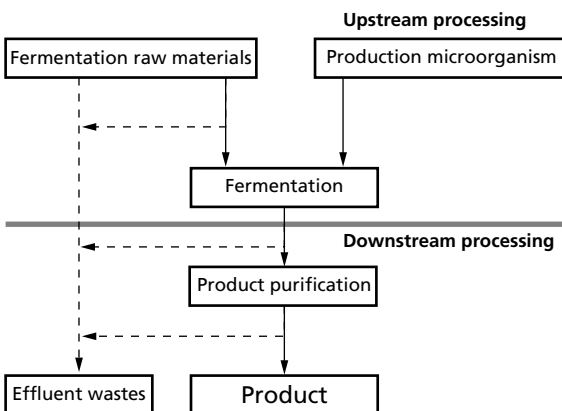 Upstream processing
Fermentation raw materials
Production microorganism
Fermentation
Downstream processing
Product purification
Effluent wastes
Product